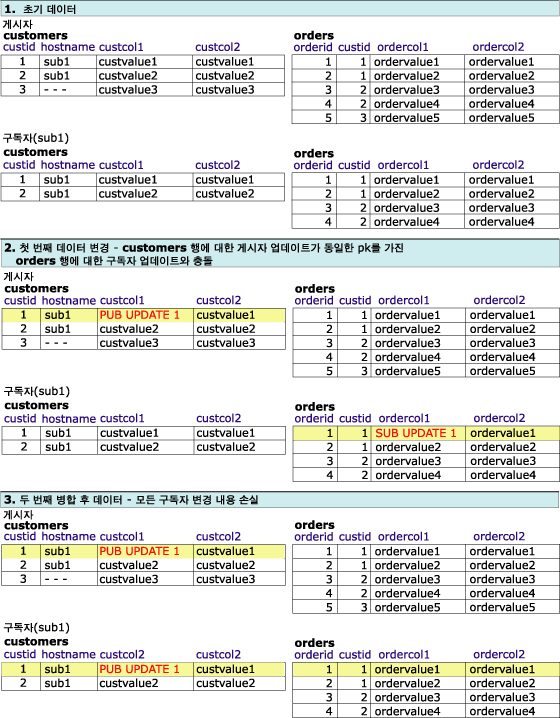 1. 초기 데이터
게시자
customers orders
custid hostname custcol1 custcol2 orderid custid ordercol1 ordercol2
1 sub1 custvalue1 custvalue1 1 1 ordervalue1 ordervalue1
2 sub1 custvalue2 custvalue2 2 1 ordervalue2 ordervalue2
3 - - - custvalue3 custvalue3 3 2 ordervalue3 ordervalue3
4 2 ordervalue4 ordervalue4
5 3 ordervalue5 ordervalue5
구독자(sub1)
customers orders
custid hostname custcol1 custcol2 orderid custid ordercol1 ordercol2
1 sub1 custvalue1 custvalue1 1 1 ordervalue1 ordervalue1
2 sub1 custvalue2 custvalue2 2 1 ordervalue2 ordervalue2
3 2 ordervalue3 ordervalue3
4 2 ordervalue4 ordervalue4
2. 첫 번째 데이터 변경 - customers 행에 대한 게시자 업데이트가 동일한 pk를 가진
orders 행에 대한 구독자 업데이트와 충돌
게시자
customers orders
custid hostname custcol1 custcol2 orderid custid ordercol1 ordercol2
1 sub1 PUB UPDATE 1 custvalue1 1 1 ordervalue1 ordervalue1
2 sub1 custvalue2 custvalue2 2 1 ordervalue2 ordervalue2
3 - - - custvalue3 custvalue3 3 2 ordervalue3 ordervalue3
4 2 ordervalue4 ordervalue4
5 3 ordervalue5 ordervalue5
구독자(sub1)
customers orders
custid hostname custcol1 custcol2 orderid custid ordercol1 ordercol2
1 sub1 custvalue1 custvalue1 1 1 SUB UPDATE 1 ordervalue1
2 sub1 custvalue2 custvalue2 2 1 ordervalue2 ordervalue2
3 2 ordervalue3 ordervalue3
4 2 ordervalue4 ordervalue4
3. 두 번째 병합 후 데이터 - 모든 구독자 변경 내용 손실
게시자
customers orders
custid hostname custcol1 custcol2 orderid custid ordercol1 ordercol2
1 sub1 PUB UPDATE 1 custvalue1 1 1 ordervalue1 ordervalue1
2 sub1 custvalue2 custvalue2 2 1 ordervalue2 ordervalue2
3 - - - custvalue3 custvalue3 3 2 ordervalue3 ordervalue3
4 2 ordervalue4 ordervalue4
5 3 ordervalue5 ordervalue5
구독자(sub1)
customers orders
custid hostname custcol1 custcol2 orderid custid ordercol1 ordercol2
1 sub1 PUB UPDATE 1 custvalue1 1 1 ordervalue1 ordervalue1
2 sub1 custvalue2 custvalue2 2 1 ordervalue2 ordervalue2
3 2 ordervalue3 ordervalue3
4 2 ordervalue4 ordervalue4